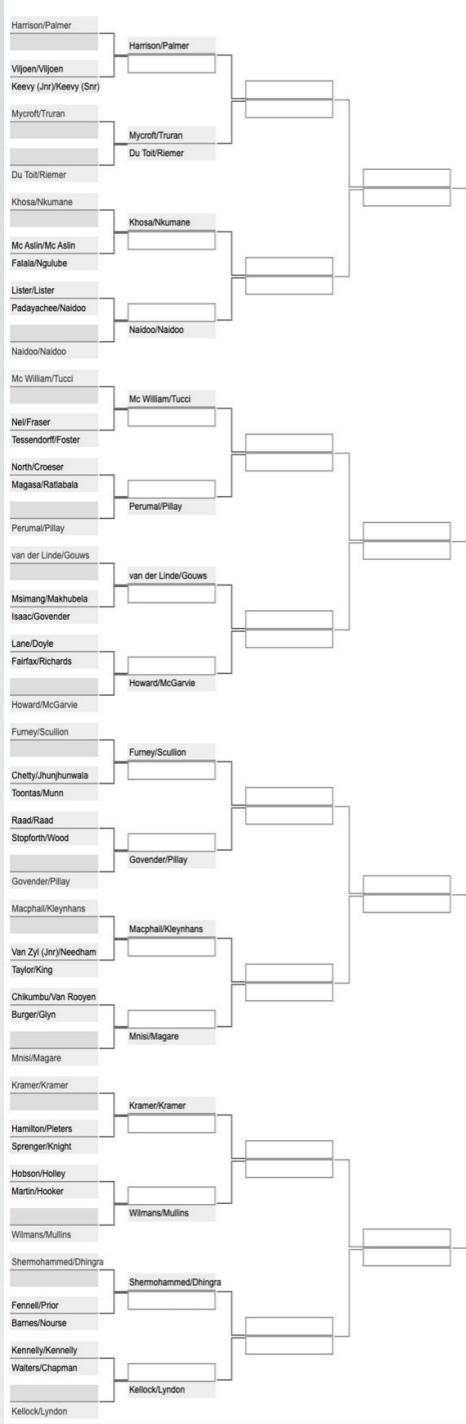 Harrison/Palmer
Viljoen/Viljoen
Keevy (Jnr)/Keevy (Snr)
Mycroft/Truran
Du Toit/Riemer
Khosa/Nkumane
Mc Aslin/Mc Aslin
Falala/Ngulube
Lister/Lister
Padayachee/Naidoo
Naidoo/Naidoo
Mc William/Tucci
Nel/Fraser
Tessendorff/Foster
North/Croeser
Magasa/Ratlabala
Perumal/Pillay
van der Linde/Gouws
Msimang/Makhubela
Isaac/Govender
Lane/Doyle
Fairfax/Richards
Howard/McGarvie
Furney/Scullion
Chetty/Jhunjhunwala
Toontas/Munn
Raad/Raad
Stopforth/Wood
Govender/Pillay
Macphail/Kleynhans
Van Zyl (Jnr)/Needham
Taylor/King
Chikumbu/Van Rooyen
Burger/Glyn
Mnisi/Magare
Kramer/Kramer
Hamilton/Pieters
Sprenger/Knight
Hobson/Holley
Martin/Hooker
Wilmans/Mullins
Shermohammed/Dhingra
Fennell/Prior
Barnes/Nourse
Kennelly/Kennelly
Walters/Chapman
Kellock/Lyndon
Harrison/Palmer
Mycroft/Truran
Du Toit/Riemer
Khosa/Nkumane
Naidoo/Naidoo
Mc William/Tucci
Perumal/Pillay
van der Linde/Gouws
Howard/McGarvie
Furney/Scullion
Govender/Pillay
Macphail/Kleynhans
Mnisi/Magare
Kramer/Kramer
Wilmans/Mullins
Shermohammed/Dhingra
Kellock/Lyndon